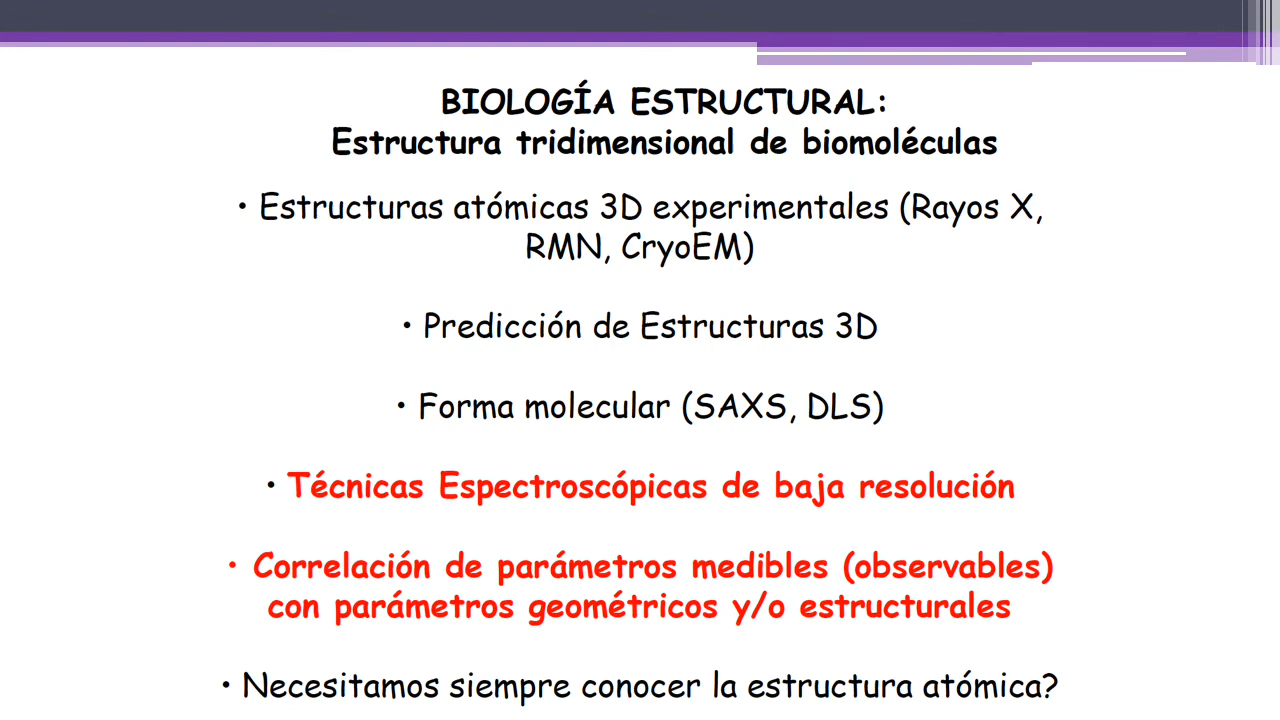 BIOLOGÍA ESTRUCTURAL:
Estructura tridimensional de biomoléculas
• Estructuras atómicas 3D experimentales (Rayos X,
RMN, CryoEM)
• Predicción de Estructuras 3D
• Forma molecular (SAXS, DLS)
• Técnicas Espectroscópicas de baja resolución
• Correlación de parámetros medibles (observables)
con parámetros geométricos y/o estructurales
• Necesitamos siempre conocer la estructura atómica?